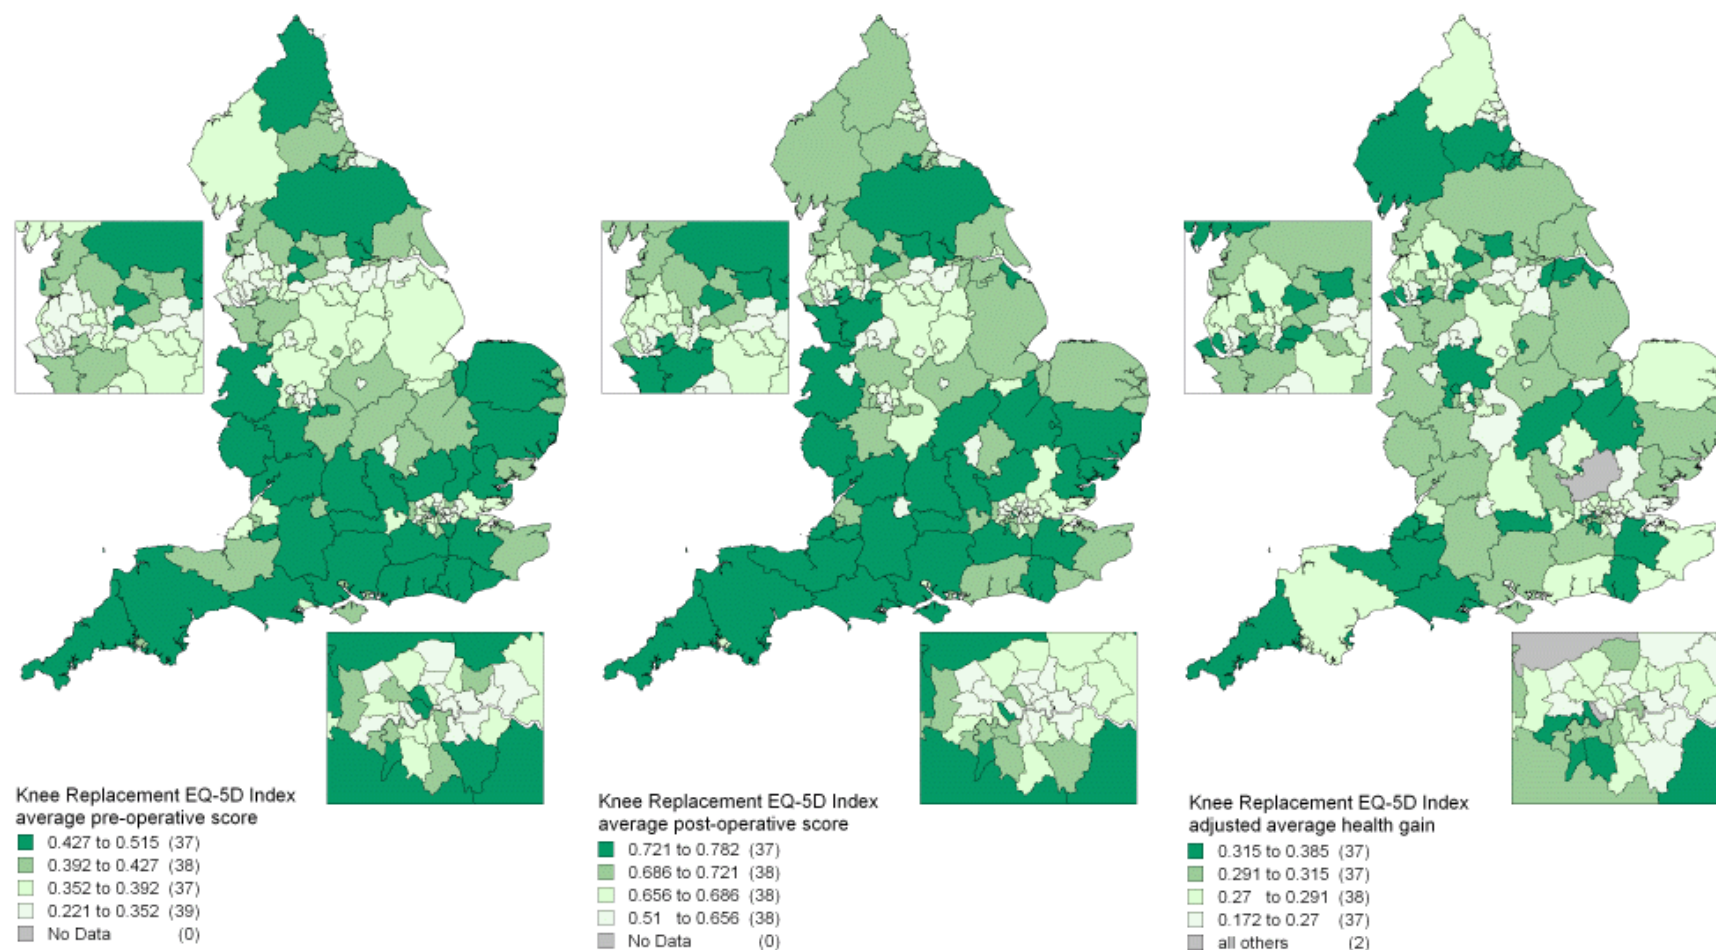 Knee Replacement EQ-5D Index
average pre-operative score
0.427 to 0.515 (37)
0.392 to 0.427 (38)
0.352 to 0.392 (37)
0.221 to 0.352 (39)
No Data (0)
Knee Replacement EQ-5D Index
average post-operative score
0.721 to 0.782 (37)
0.686 to 0.721 (38)
0.656 to 0.686 (38)
0.51 to 0.656 (38)
No Data (0)
Knee Replacement EQ-5D Index
adjusted average health gain
0.315 to 0.385 (37)
0.291 to 0.315 (37)
0.27 to 0.291 (38)
0.172 to 0.27 (37)
all others (2)